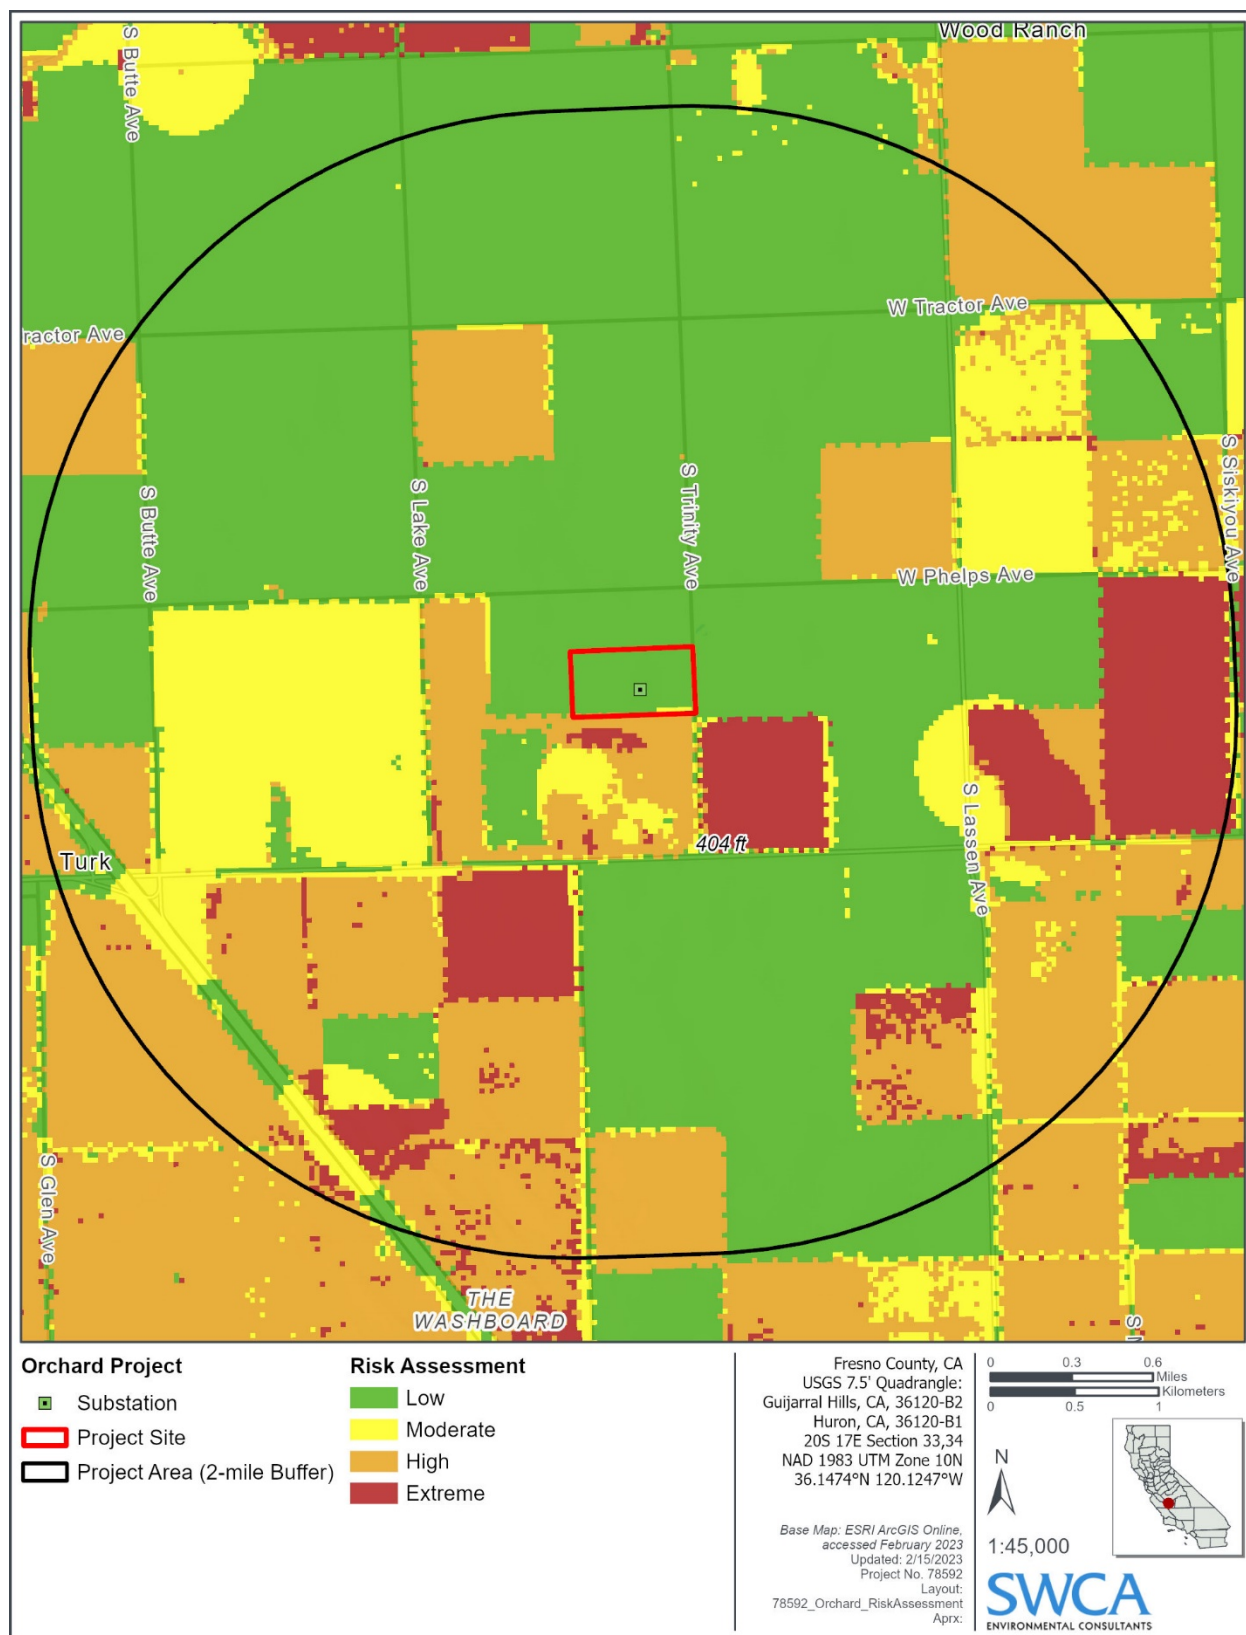 Wood Ranch
S Butte Ave
ractor Ave
W Tractor Ave
S Butte Ave
S Lake Ave
S Trinity Ave
S Siskiyou Ave
W Phelps Ave
S Lassen Ave
404 ft
Turk
S Glen Ave
THE
WASHBOARD
Orchard Project
Substation
Project Site
Project Area (2-mile Buffer)
Risk Assessment
Low
Moderate
High
Extreme
Fresno County, CA
USGS 7.5' Quadrangle:
Guijarral Hills, CA, 36120-B2
Huron, CA, 36120-B1
20S 17E Section 33,34
NAD 1983 UTM Zone 10N
36.1474°N 120.1247°W
Base Map: ESRI ArcGIS Online,
accessed February 2023
Updated: 2/15/2023
Project No. 78592
Layout:
78592_Orchard_RiskAssessment
Aprx:
0 0.3 0.6
Miles
Kilometers
0 0.5 1
N
1:45,000
SWCA
ENVIRONMENTAL CONSULTANTS